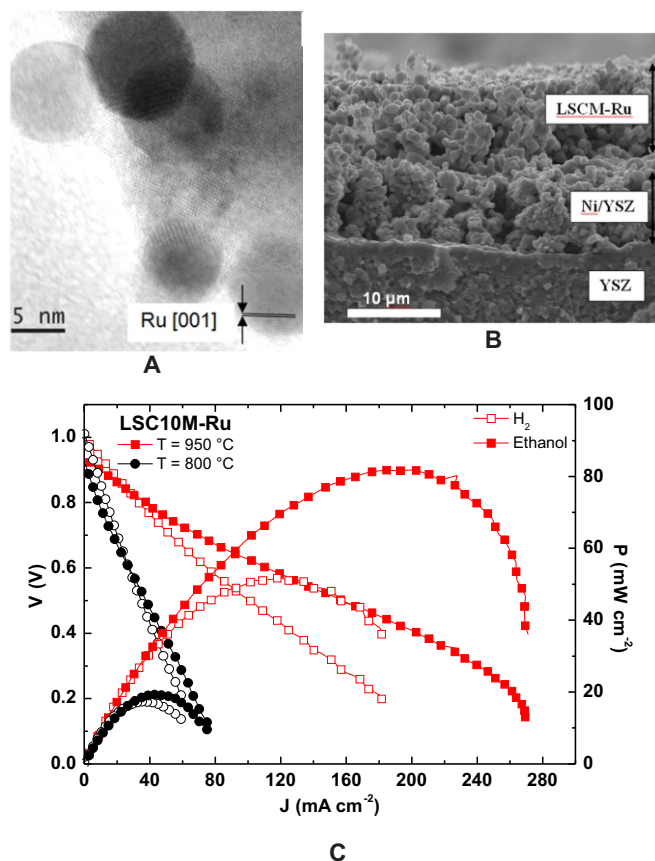 5 nm
Ru [001]
A
LSCM-Ru
Ni/YSZ
YSZ
10 µm
B
LSC10M-Ru
T = 950 °C
T = 800 °C
H₂
Ethanol
1.0
0.8
0.6
0.4
0.2
0.0
V (V)
100
80
60
40
20
0
P (mW cm⁻²)
0 40 80 120 160 200 240 280
J (mA cm⁻²)
C